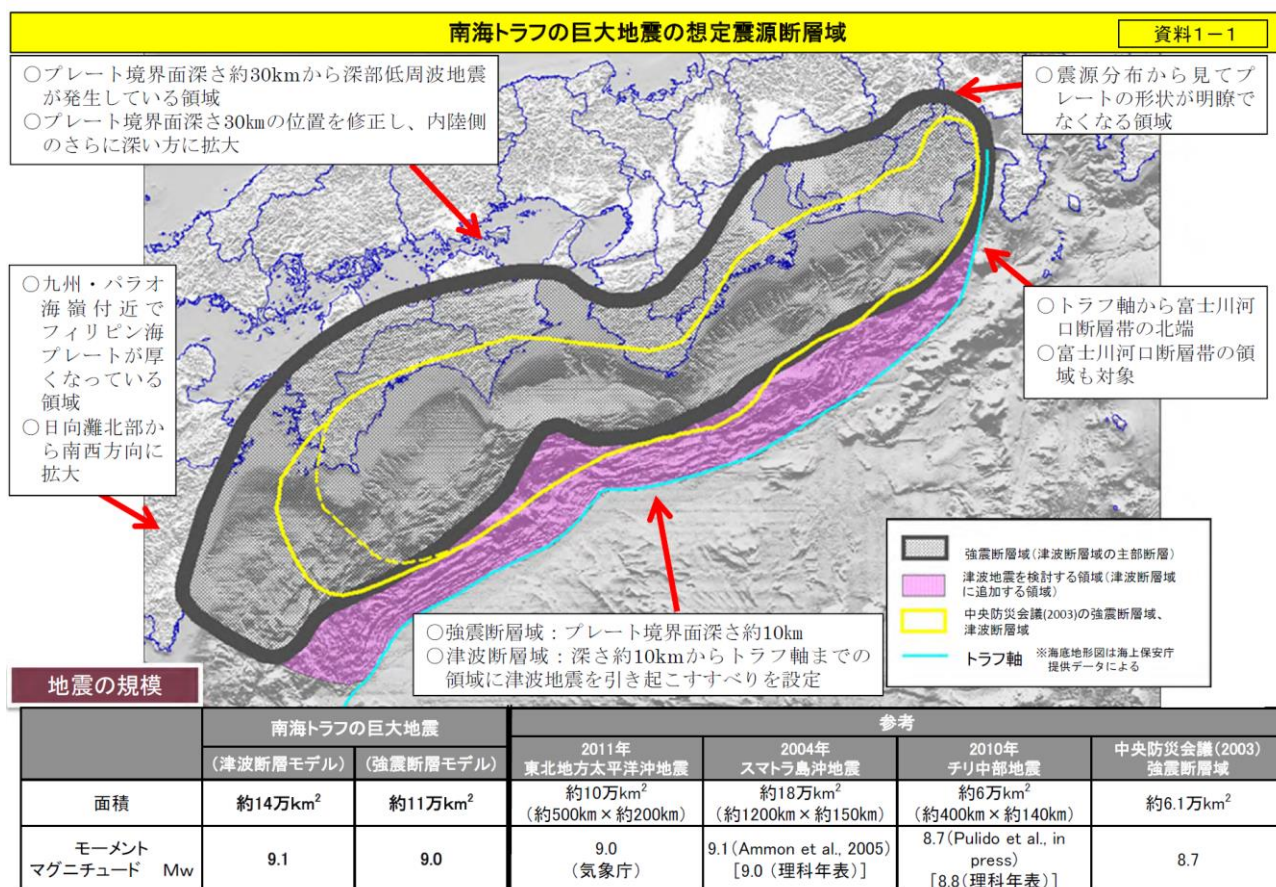 南海トラフの巨大地震の想定震源断層域
資料1-1
○プレート境界面深さ約30kmから深部低周波地震
が発生している領域
○プレート境界面深さ30kmの位置を修正し、内陸側
のさらに深い方に拡大
○震源分布から見てプ
レートの形状が明瞭で
なくなる領域
○九州・パラオ
海嶺付近で
フィリピン海
プレートが厚
くなっている
領域
○日向灘北部か
ら南西方向に
拡大
○トラフ軸から富士川河
口断層帯の北端
○富士川河口断層帯の領
域も対象
○強震断層域：プレート境界面深さ約10km
○津波断層域：深さ約10kmからトラフ軸までの
領域に津波地震を引き起こすすべりを設定
強震断層域(津波断層域の主部断層)
津波地震を検討する領域(津波断層域
に追加する領域)
中央防災会議(2003)の強震断層域、
津波断層域
トラフ軸
※海底地形図は海上保安庁
提供データによる
地震の規模
南海トラフの巨大地震
参考
(津波断層モデル)
(強震断層モデル)
2011年
東北地方太平洋沖地震
2004年
スマトラ島沖地震
2010年
チリ中部地震
中央防災会議(2003)
強震断層域
面積
約14万km²
約11万km²
約10万km²
(約500km×約200km)
約18万km²
(約1200km×約150km)
約6万km²
(約400km×約140km)
約6.1万km²
モーメント
マグニチュード Mw
9.1
9.0
9.0
(気象庁)
9.1(Ammon et al., 2005)
[9.0 (理科年表)]
8.7(Pulido et al., in
press)
[8.8(理科年表)]
8.7